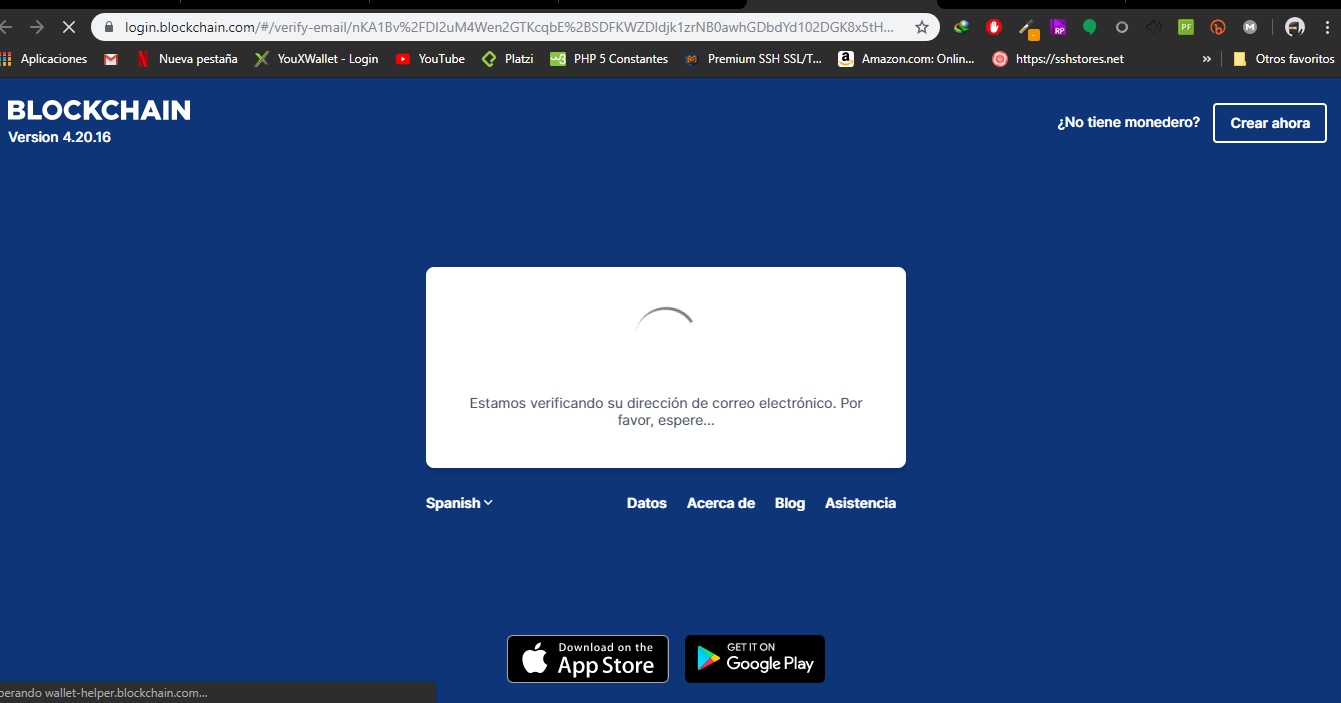 login.blockchain.com/#/verify-email/nKA1Bv%2FDI2uM4Wen2GTKcqbE%2BSDFKWZDIdjk1zrNB0awhGDbdYd102DGK8x5tH...
RP
PF
M
Aplicaciones
Nueva pestaña
YouXWallet - Login
YouTube
Platzi
PHP 5 Constantes
Premium SSH SSL/T...
Amazon.com: Onlin...
https://sshstores.net
»
Otros favoritos
BLOCKCHAIN
Version 4.20.16
¿No tiene monedero?
Crear ahora
Estamos verificando su dirección de correo electrónico. Por
favor, espere...
Spanish
Datos
Acerca de
Blog
Asistencia
Download on the
App Store
GET IT ON
Google Play
perando wallet-helper.blockchain.com...